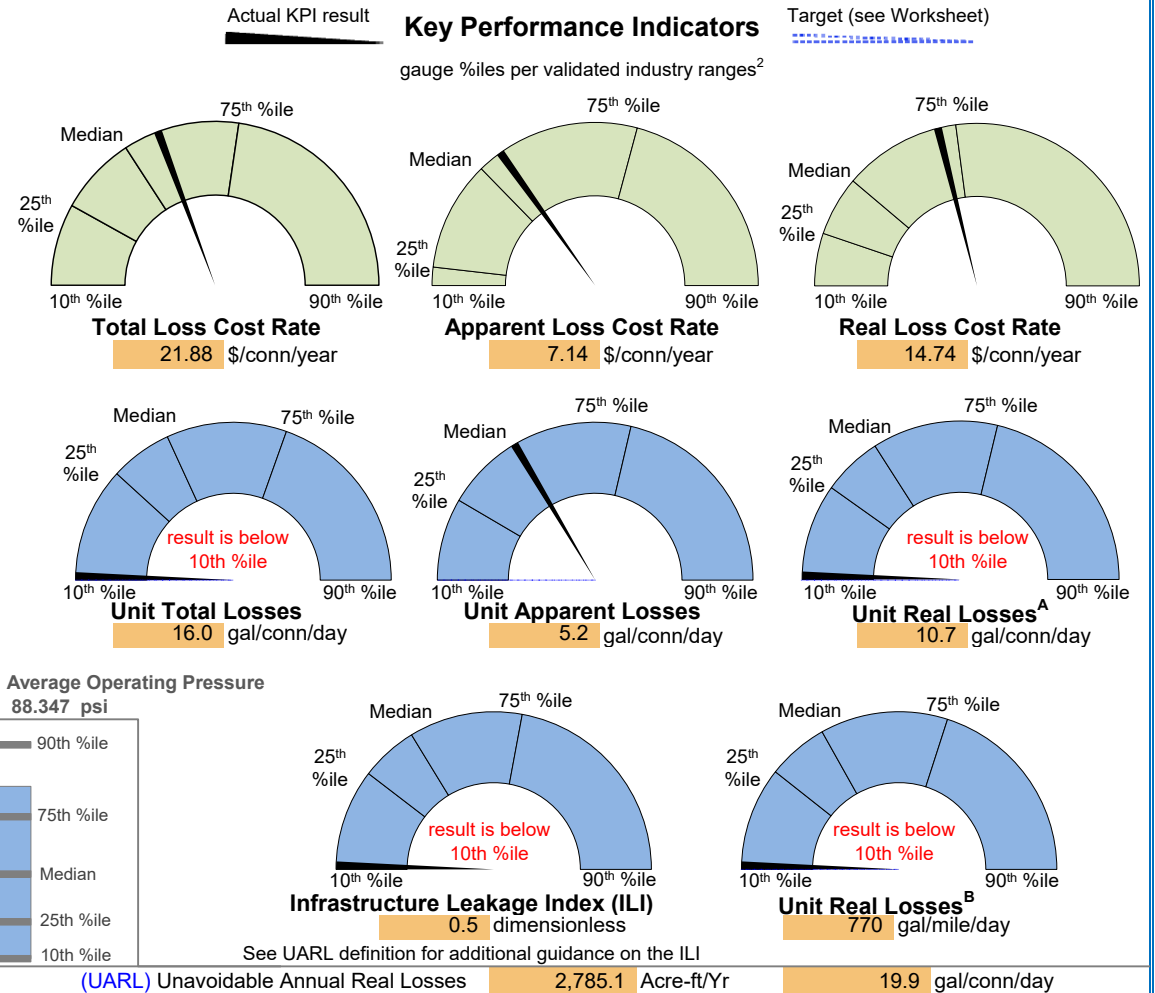 Actual KPI result
Key Performance Indicators
Target (see Worksheet)
gauge %iles per validated industry ranges2
10th %ile
25th %ile
Median
75th %ile
90th %ile
Total Loss Cost Rate
21.88 $/conn/year
10th %ile
25th %ile
Median
75th %ile
90th %ile
Apparent Loss Cost Rate
7.14 $/conn/year
10th %ile
25th %ile
Median
75th %ile
90th %ile
Real Loss Cost Rate
14.74 $/conn/year
10th %ile
25th %ile
Median
75th %ile
90th %ile
result is below
10th %ile
Unit Total Losses
16.0 gal/conn/day
10th %ile
25th %ile
Median
75th %ile
90th %ile
Unit Apparent Losses
5.2 gal/conn/day
10th %ile
25th %ile
Median
75th %ile
90th %ile
result is below
10th %ile
Unit Real LossesA
10.7 gal/conn/day
Average Operating Pressure
88.347 psi
90th %ile
75th %ile
Median
25th %ile
10th %ile
10th %ile
25th %ile
Median
75th %ile
90th %ile
result is below
10th %ile
Infrastructure Leakage Index (ILI)
0.5 dimensionless
See UARL definition for additional guidance on the ILI
10th %ile
25th %ile
Median
75th %ile
90th %ile
result is below
10th %ile
Unit Real LossesB
770 gal/mile/day
(UARL) Unavoidable Annual Real Losses 2,785.1 Acre-ft/Yr 19.9 gal/conn/day